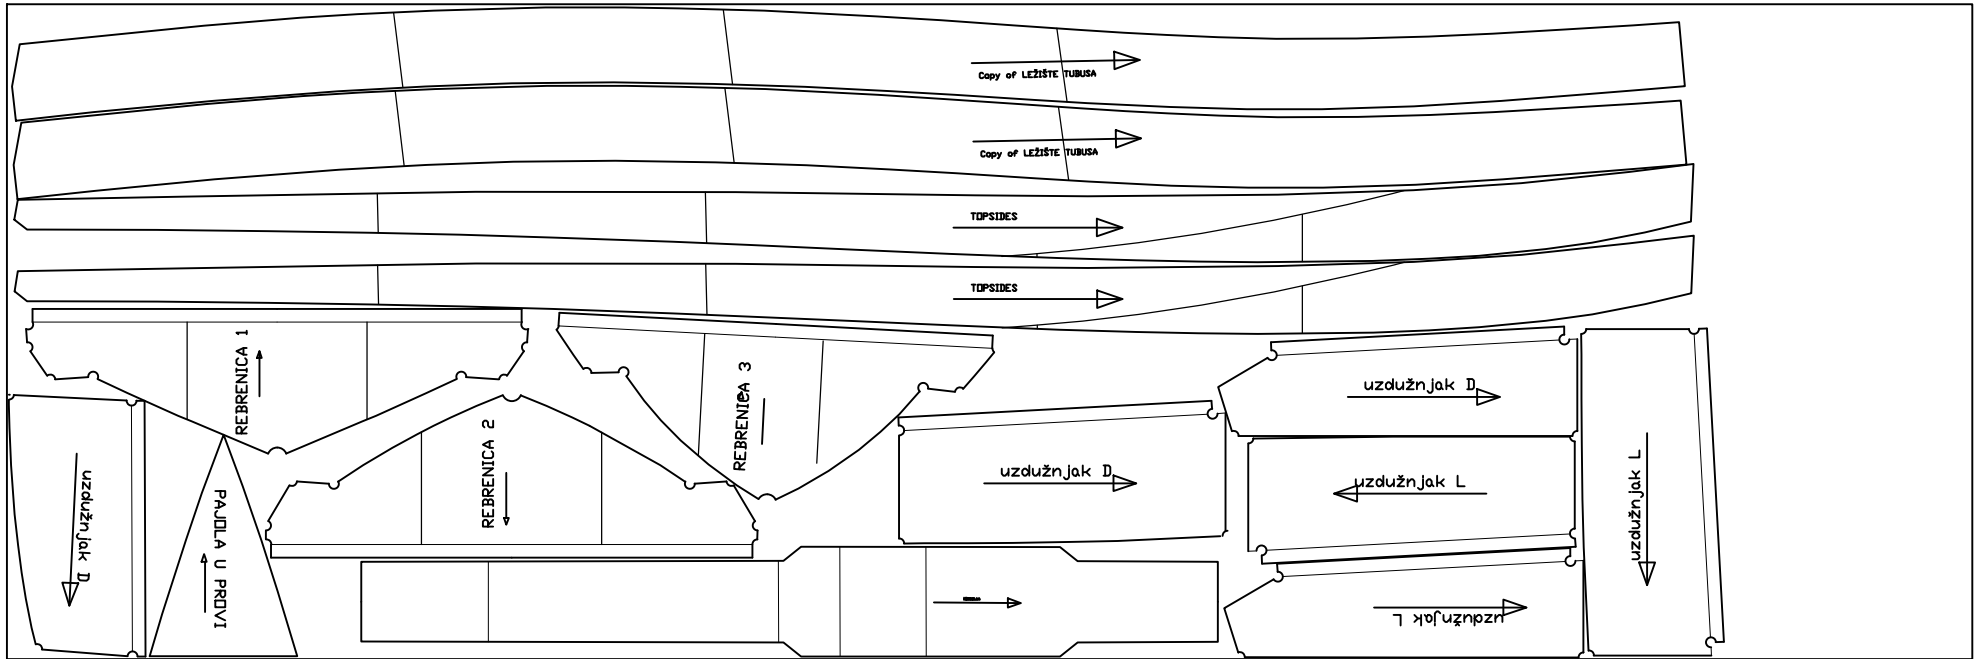 Copy of LEŽIŠTE TUBUSA
Copy of LEŽIŠTE TUBUSA
TOPSIDES
TOPSIDES
REBRENICA 1
REBRENICA 3
REBRENICA 2
uzdužnjak D
uzdužnjak D
uzdužnjak L
uzdužnjak L
uzdužnjak D
PAJOLA U PROVI
uzdužnjak L